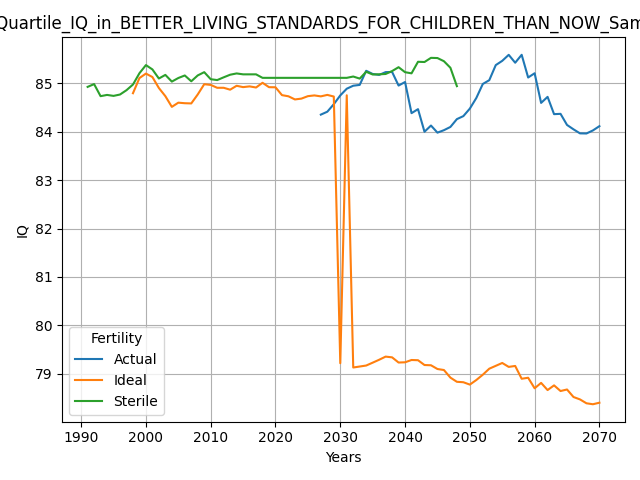 Quartile_IQ_in_BETTER_LIVING_STANDARDS_FOR_CHILDREN_THAN_NOW_Sam
IQ
85
84
83
82
81
80
79
Fertility
Actual
Ideal
Sterile
1990 2000 2010 2020 2030 2040 2050 2060 2070
Years